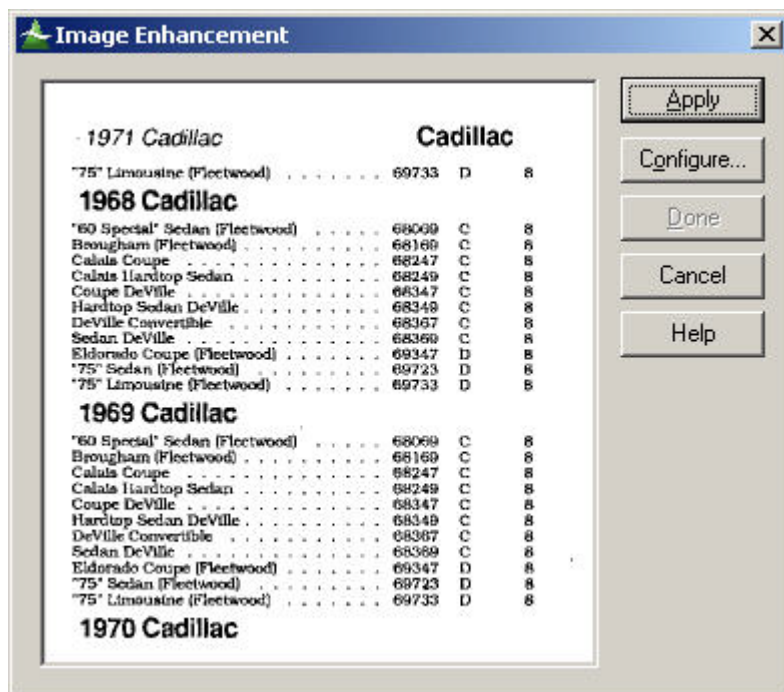 Image Enhancement
- 1971 Cadillac Cadillac
"75" Limousine (Fleetwood) . . . . . . . 69733 D 8
1968 Cadillac
"60 Special" Sedan (Fleetwood) . . . . . 68069 C 8
Brougham (Fleetwood) . . . . . . . . . 68169 C 8
Calais Coupe . . . . . . . . . . . . 68247 C 8
Calais Hardtop Sedan . . . . . . . . . 68249 C 8
Coupe DeVille . . . . . . . . . . . . 68347 C 8
Hardtop Sedan DeVille . . . . . . . . . 68349 C 8
DeVille Convertible . . . . . . . . . . 68367 C 8
Sedan DeVille . . . . . . . . . . . . 68369 C 8
Eldorado Coupe (Fleetwood) . . . . . . . 69347 D 8
"75" Sedan (Fleetwood) . . . . . . . . 69723 D 8
"75" Limousine (Fleetwood) . . . . . . . 69733 D 8
1969 Cadillac
"60 Special" Sedan (Fleetwood) . . . . . 68069 C 8
Brougham (Fleetwood) . . . . . . . . . 68169 C 8
Calais Coupe . . . . . . . . . . . . 68247 C 8
Calais Hardtop Sedan . . . . . . . . . 68249 C 8
Coupe DeVille . . . . . . . . . . . . 68347 C 8
Hardtop Sedan DeVille . . . . . . . . . 68349 C 8
DeVille Convertible . . . . . . . . . . 68367 C 8
Sedan DeVille . . . . . . . . . . . . 68369 C 8
Eldorado Coupe (Fleetwood) . . . . . . . 69347 D 8
"75" Sedan (Fleetwood) . . . . . . . . 69723 D 8
"75" Limousine (Fleetwood) . . . . . . . 69733 D 8
1970 Cadillac
Apply
Configure...
Done
Cancel
Help